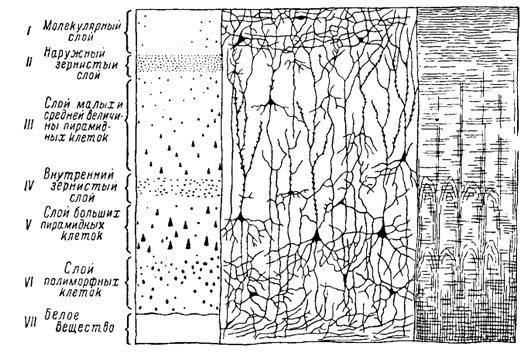 I Молекулярный
слой
II Наружный
зернистый
слой
III Слой малых и
средней величи-
ны пирамид-
ных клеток
IV Внутренний
зернистый
слой
V Слой больших
пирамидных
клеток
VI Слой
полиморфных
клеток
VII Белое
вещество